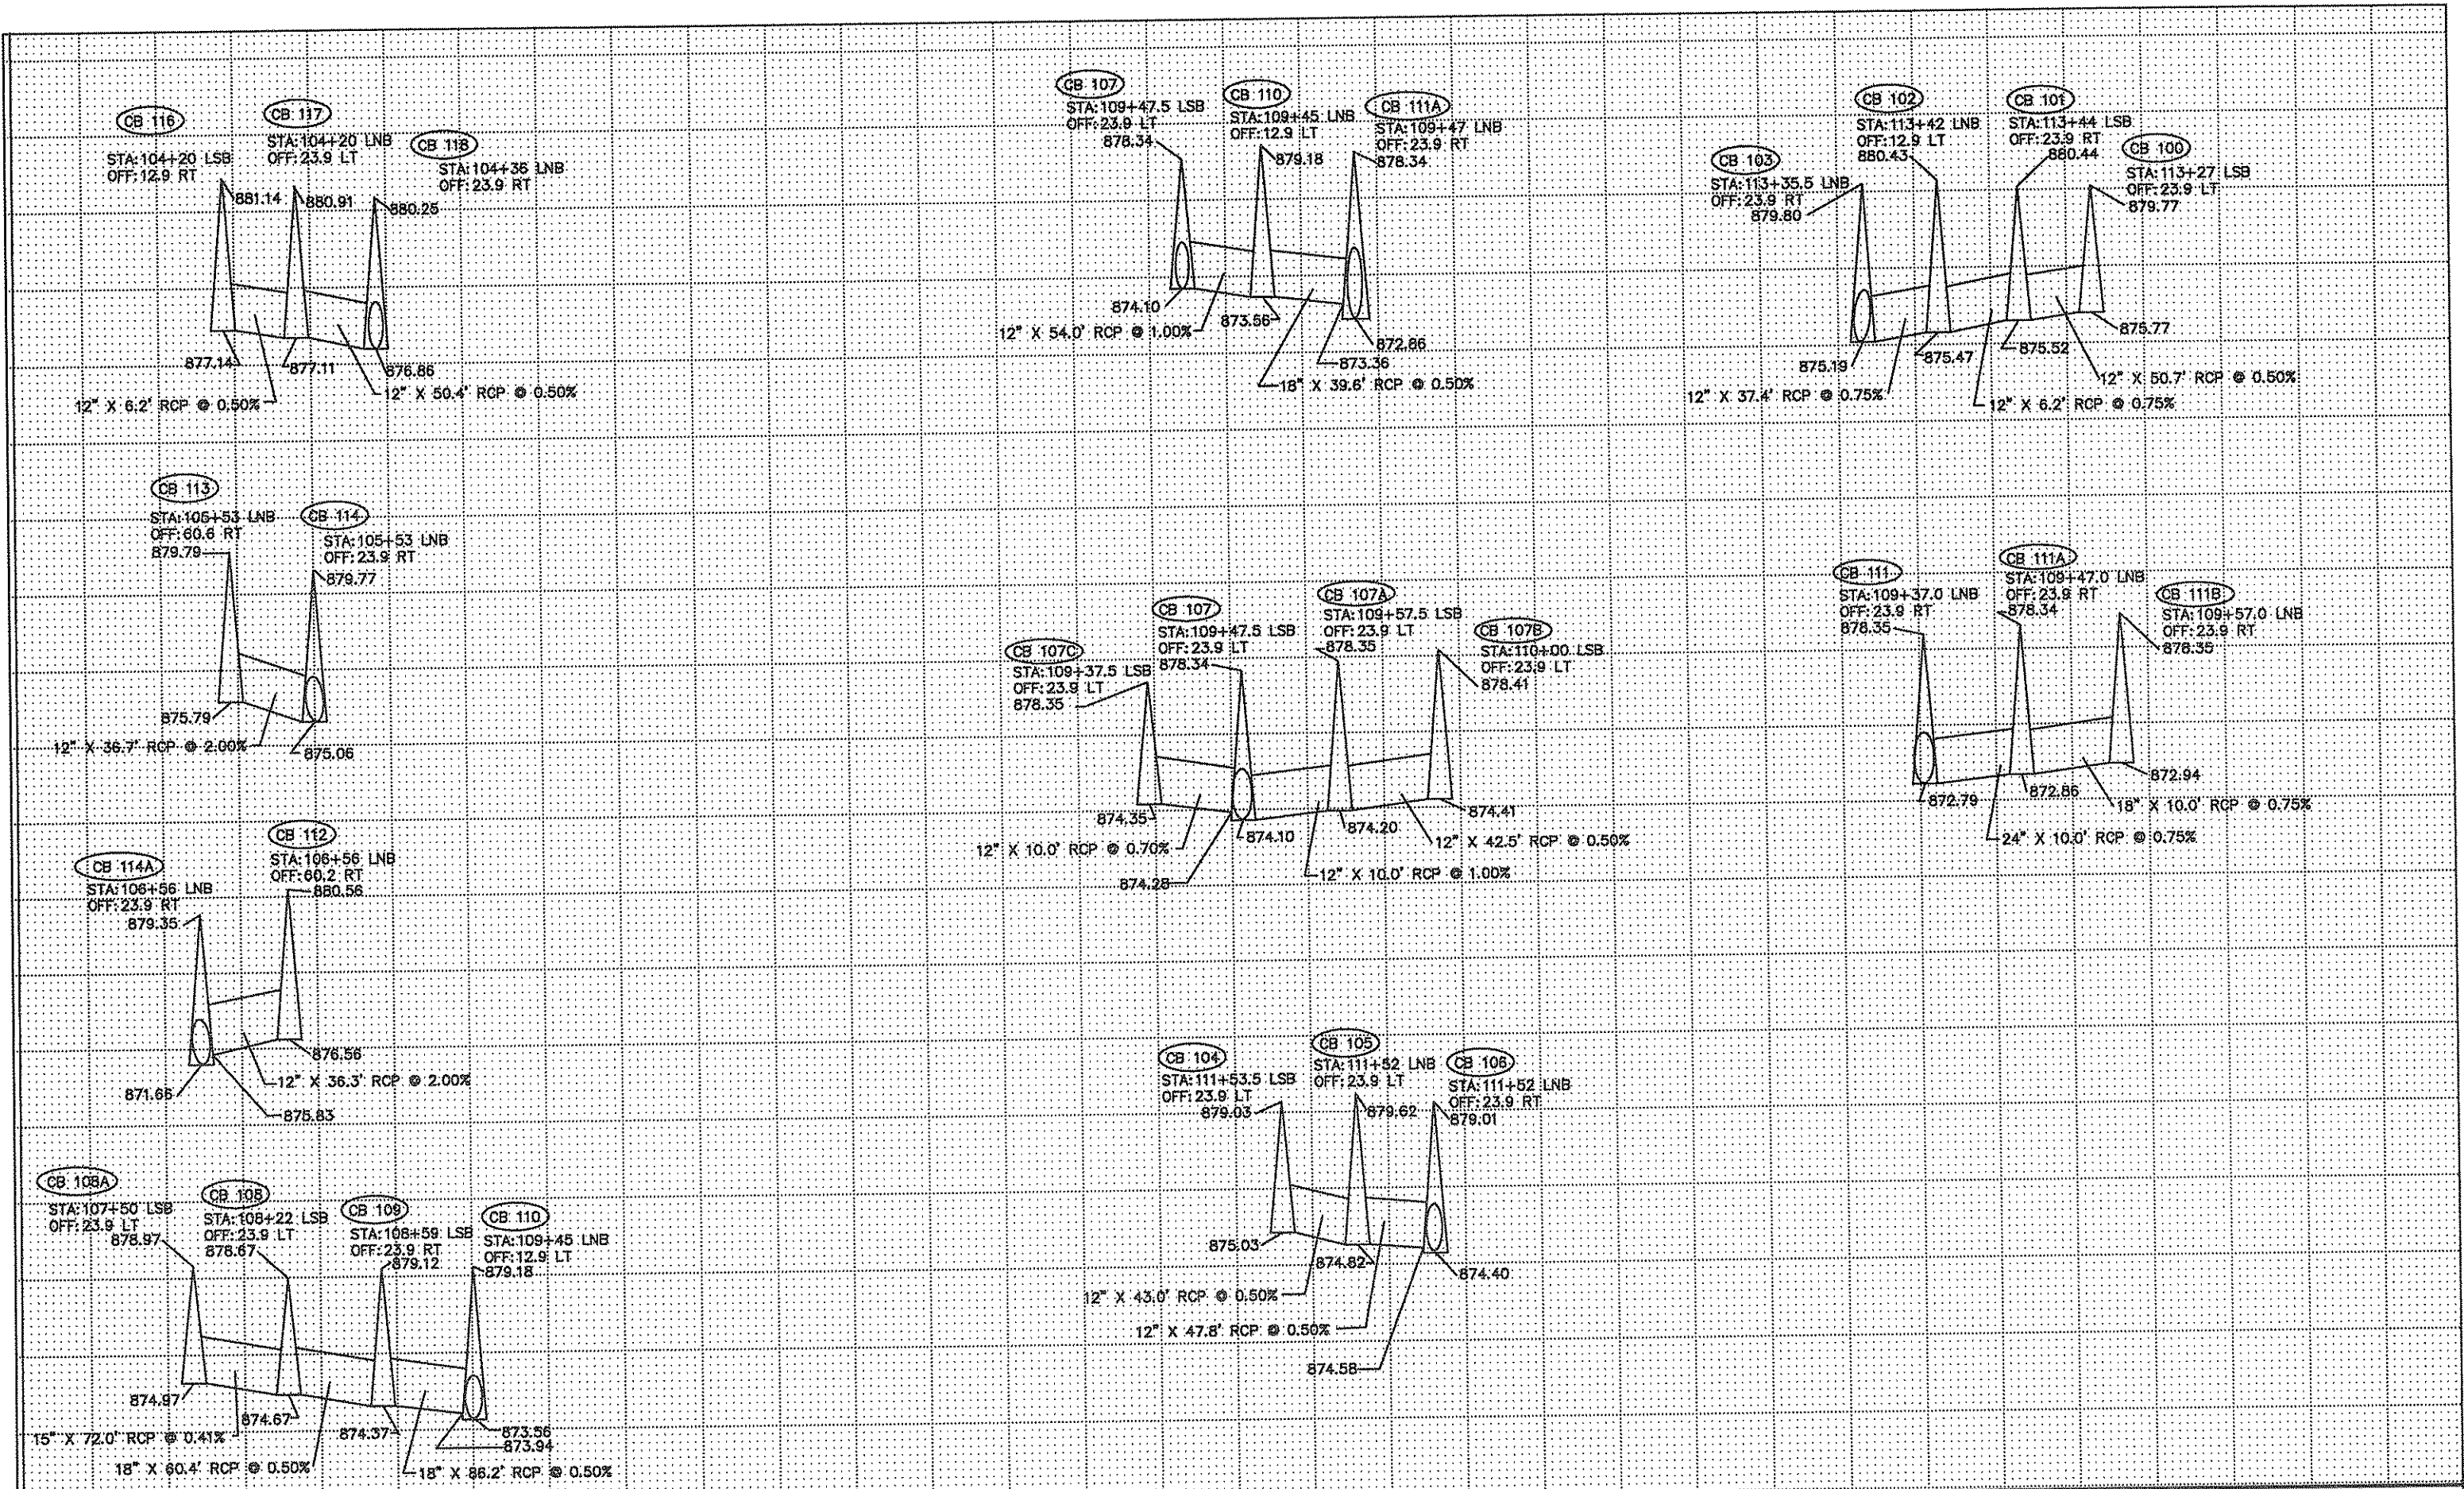 CB 116
STA:104+20 LSB
OFF:12.9 RT
881.14
877.14
CB 117
STA:104+20 LNB
OFF:23.9 LT
880.91
877.11
CB 118
STA:104+36 LNB
OFF:23.9 RT
880.25
876.86
12" X 6.2' RCP @ 0.50%
12" X 50.4' RCP @ 0.50%
CB 107
STA:109+47.5 LSB
OFF:23.9 LT
878.34
874.10
CB 110
STA:109+45 LNB
OFF:12.9 LT
879.18
873.56
CB 111A
STA:109+47 LNB
OFF:23.9 RT
878.34
872.86
873.36
12" X 54.0' RCP @ 1.00%
18" X 39.6' RCP @ 0.50%
CB 103
STA:113+35.5 LNB
OFF:23.9 RT
879.80
875.19
CB 102
STA:113+42 LNB
OFF:12.9 LT
880.43
875.47
CB 101
STA:113+44 LSB
OFF:23.9 RT
880.44
875.52
CB 100
STA:113+27 LSB
OFF:23.9 LT
879.77
875.77
12" X 37.4' RCP @ 0.75%
12" X 6.2' RCP @ 0.75%
12" X 50.7' RCP @ 0.50%
CB 113
STA:105+53 LNB
OFF:60.6 RT
879.79
875.79
CB 114
STA:105+53 LNB
OFF:23.9 RT
879.77
875.06
12" X 36.7' RCP @ 2.00%
CB 107C
STA:109+37.5 LSB
OFF:23.9 LT
878.35
874.35
CB 107
STA:109+47.5 LSB
OFF:23.9 LT
878.34
874.10
874.28
CB 107A
STA:109+57.5 LSB
OFF:23.9 LT
878.35
874.20
CB 107B
STA:110+00 LSB
OFF:23.9 LT
878.41
874.41
12" X 10.0' RCP @ 0.70%
12" X 10.0' RCP @ 1.00%
12" X 42.5' RCP @ 0.50%
CB 111
STA:109+37.0 LNB
OFF:23.9 RT
878.35
872.79
CB 111A
STA:109+47.0 LNB
OFF:23.9 RT
878.34
872.86
CB 111B
STA:109+57.0 LNB
OFF:23.9 RT
878.35
872.94
18" X 10.0' RCP @ 0.75%
24" X 10.0' RCP @ 0.75%
CB 114A
STA:106+56 LNB
OFF:23.9 RT
879.35
871.66
CB 112
STA:106+56 LNB
OFF:60.2 RT
880.56
876.56
12" X 36.3' RCP @ 2.00%
875.83
CB 104
STA:111+53.5 LSB
OFF:23.9 LT
879.03
875.03
CB 105
STA:111+52 LNB
OFF:23.9 LT
879.62
874.82
CB 106
STA:111+52 LNB
OFF:23.9 RT
879.01
874.40
12" X 43.0' RCP @ 0.50%
12" X 47.8' RCP @ 0.50%
874.58
CB 108A
STA:107+50 LSB
OFF:23.9 LT
878.97
874.97
CB 108
STA:108+22 LSB
OFF:23.9 LT
878.67
874.67
CB 109
STA:108+59 LSB
OFF:23.9 RT
879.12
874.37
CB 110
STA:109+45 LNB
OFF:12.9 LT
879.18
873.56
873.94
15" X 72.0' RCP @ 0.41%
18" X 60.4' RCP @ 0.50%
18" X 86.2' RCP @ 0.50%